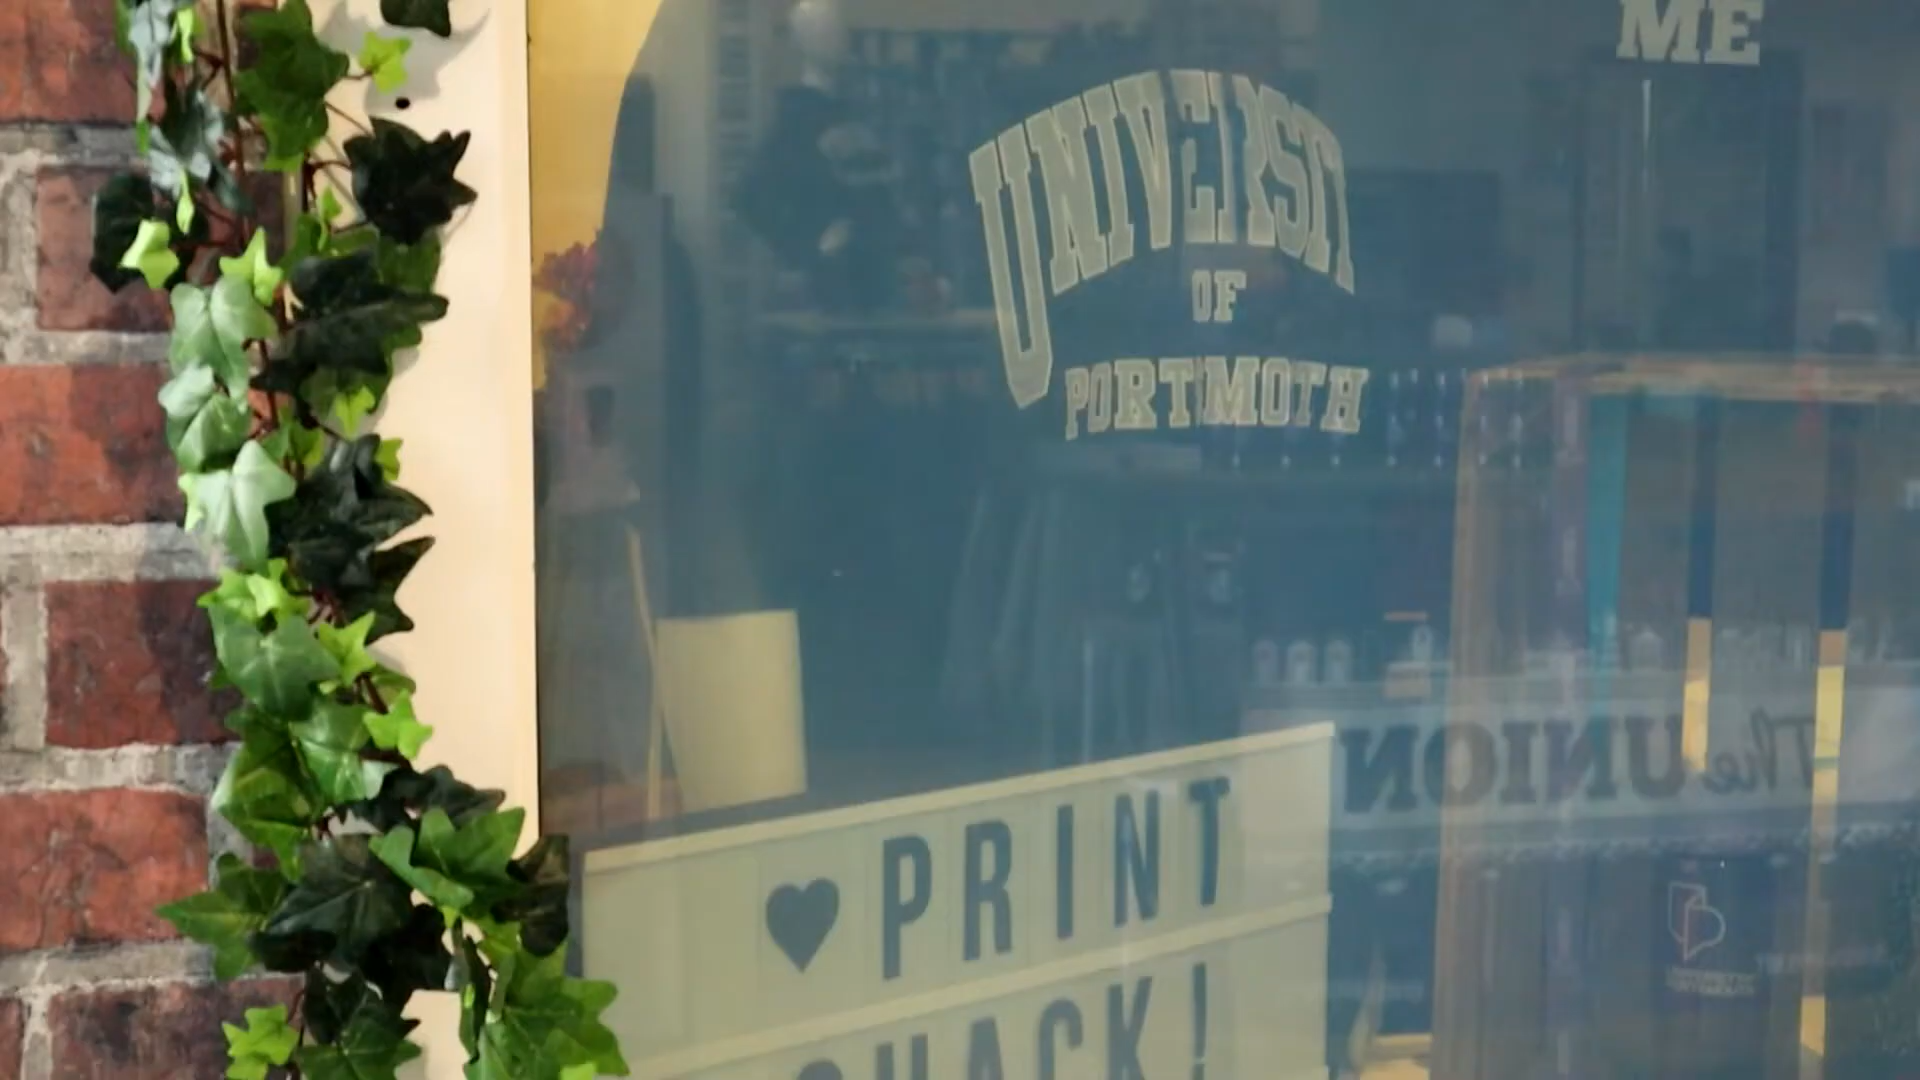 ME
UNIVERSITY
OF
PORTMOTH
The UNION
♥ PRINT
SHACK!